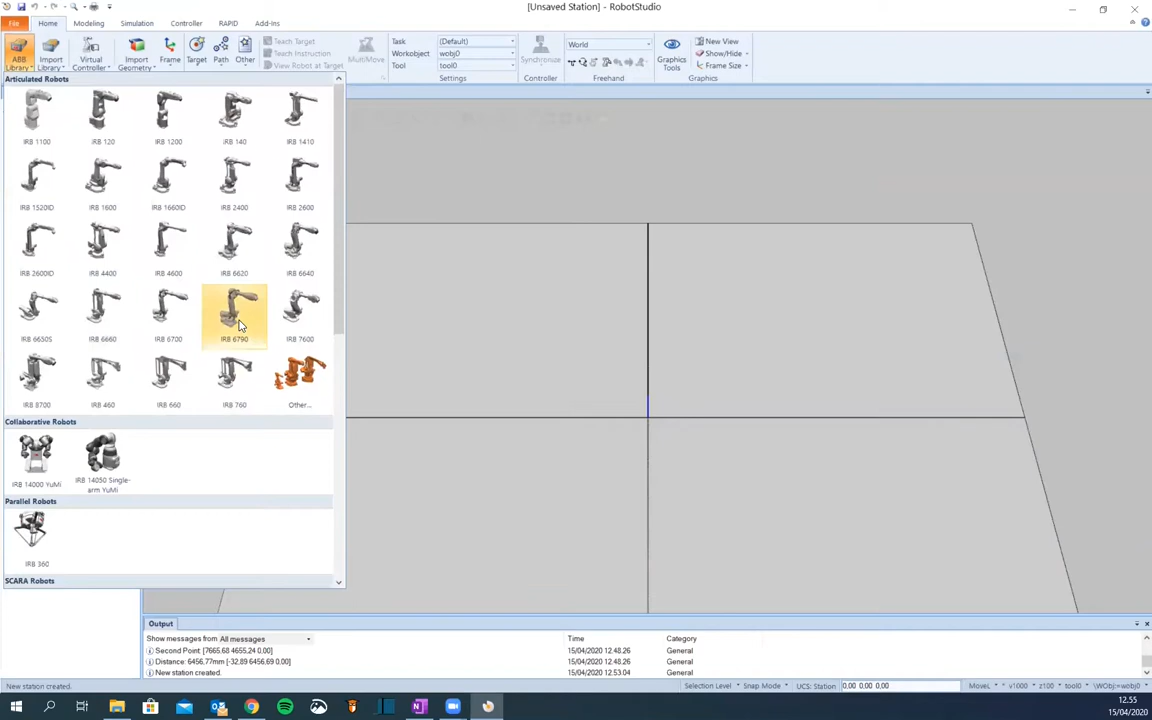 [Unsaved Station] - RobotStudio
File Home Modeling Simulation Controller RAPID Add-Ins
ABB Library
Import Library
Virtual Controller
Import Geometry
Frame
Target
Path
Other
Teach Target
Teach Instruction
View Robot at Target
MultiMove
Task (Default)
Workobject wobj0
Tool tool0
Settings
Synchronize
Controller
World
Freehand
Graphics Tools
New View
Show/Hide
Frame Size
Graphics
Articulated Robots
IRB 1100 IRB 120 IRB 1200 IRB 140 IRB 1410
IRB 1520ID IRB 1600 IRB 1660ID IRB 2400 IRB 2600
IRB 2600ID IRB 4400 IRB 4600 IRB 6620 IRB 6640
IRB 6650S IRB 6660 IRB 6700 IRB 6790 IRB 7600
IRB 8700 IRB 460 IRB 660 IRB 760 Other...
Collaborative Robots
IRB 14000 YuMi
IRB 14050 Single-
arm YuMi
Parallel Robots
IRB 360
SCARA Robots
Output
Show messages from All messages Time Category
Second Point: [7665.68 4655.24 0.00] 15/04/2020 12.48.26 General
Distance: 6456.77mm [-32,89 6456,69 0,00] 15/04/2020 12.48.26 General
New station created. 15/04/2020 12.53.04 General
New station created. Selection Level Snap Mode UCS: Station 0,00 0,00 0,00 MoveL * v1000 z100 tool0 \WObj:=wobj0
12.55
15/04/2020